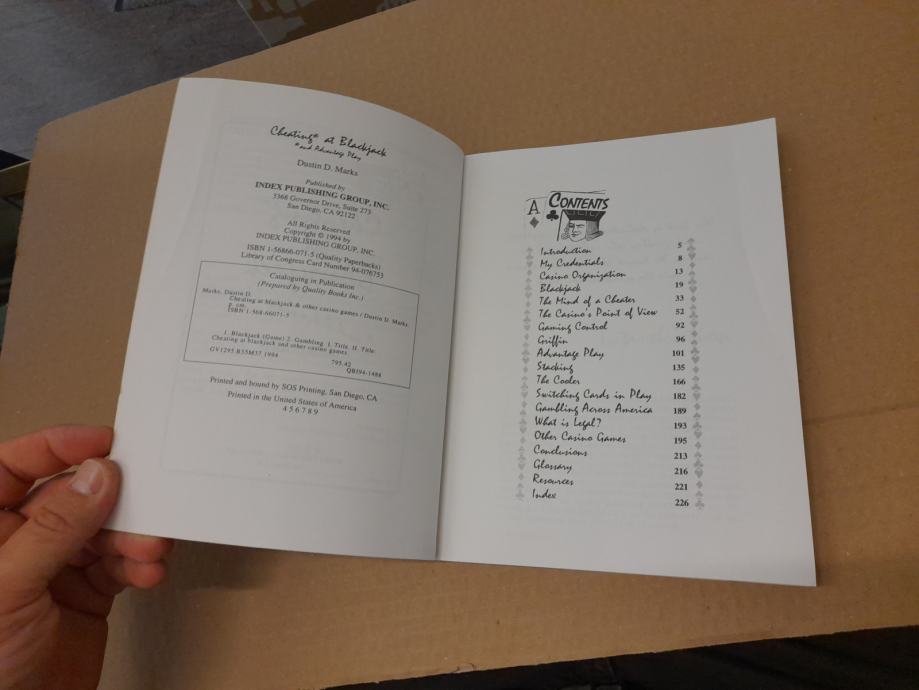 Cheating* at Blackjack
*and Advantage Play
Dustin D. Marks
Published by
INDEX PUBLISHING GROUP, INC.
3368 Governor Drive, Suite 273
San Diego, CA 92122
All Rights Reserved
Copyright © 1994 by
INDEX PUBLISHING GROUP, INC.
ISBN 1-56866-071-5 (Quality Paperbacks)
Library of Congress Card Number 94-076753
Cataloguing in Publication
(Prepared by Quality Books Inc.)
Marks, Dustin D.
Cheating at blackjack & other casino games / Dustin D. Marks.
p. cm.
ISBN 1-568-66071-5
1. Blackjack (Game) 2. Gambling. I. Title. II. Title:
Cheating at blackjack and other casino games
GV1295.B55M37 1984
795.42
QBI94-1488
Printed and bound by SOS Printing, San Diego, CA
Printed in the United States of America
4 5 6 7 8 9
A
CONTENTS
Introduction 5
My Credentials 8
Casino Organization 13
Blackjack 19
The Mind of a Cheater 33
The Casino's Point of View 52
Gaming Control 92
Griffin 96
Advantage Play 101
Stacking 135
The Cooler 166
Switching Cards in Play 182
Gambling Across America 189
What is Legal? 193
Other Casino Games 195
Conclusions 213
Glossary 216
Resources 221
Index 226